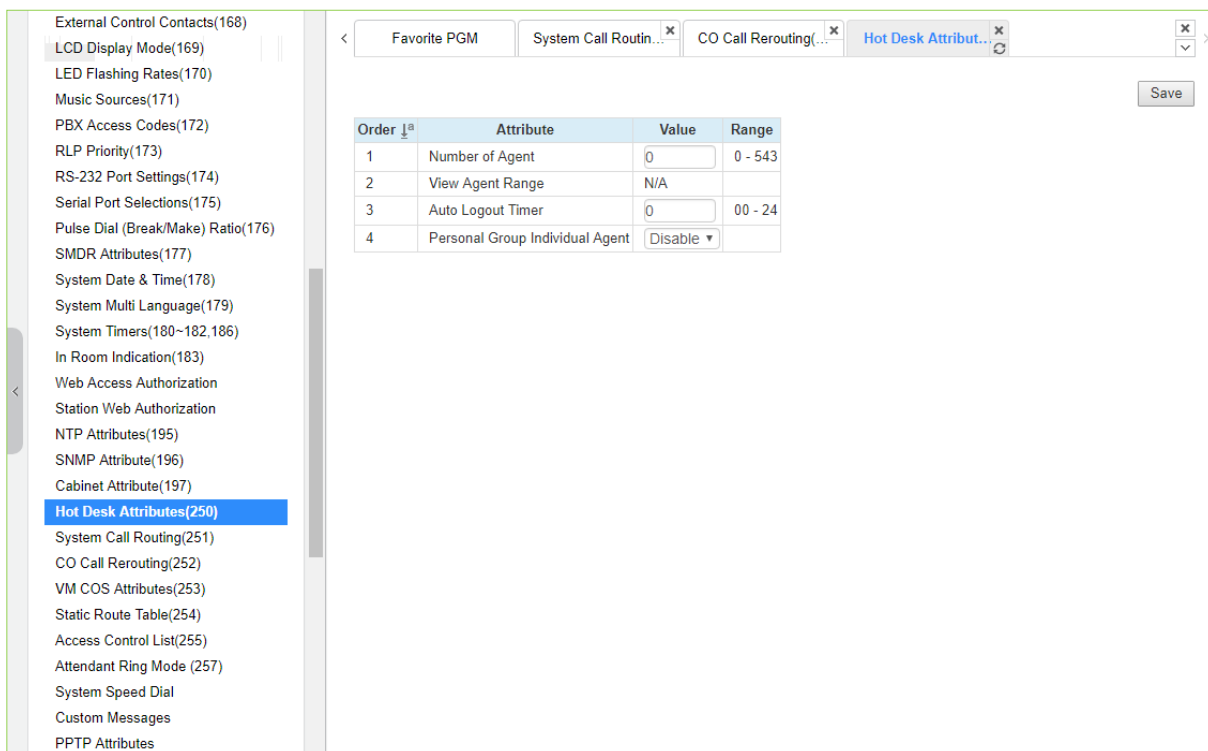 External Control Contacts(168)
LCD Display Mode(169)
LED Flashing Rates(170)
Music Sources(171)
PBX Access Codes(172)
RLP Priority(173)
RS-232 Port Settings(174)
Serial Port Selections(175)
Pulse Dial (Break/Make) Ratio(176)
SMDR Attributes(177)
System Date & Time(178)
System Multi Language(179)
System Timers(180~182,186)
In Room Indication(183)
Web Access Authorization
Station Web Authorization
NTP Attributes(195)
SNMP Attribute(196)
Cabinet Attribute(197)
Hot Desk Attributes(250)
System Call Routing(251)
CO Call Rerouting(252)
VM COS Attributes(253)
Static Route Table(254)
Access Control List(255)
Attendant Ring Mode (257)
System Speed Dial
Custom Messages
PPTP Attributes
Favorite PGM System Call Routin... CO Call Rerouting(... Hot Desk Attribut...
Save
Order Attribute Value Range
1 Number of Agent 0 0 - 543
2 View Agent Range N/A
3 Auto Logout Timer 0 00 - 24
4 Personal Group Individual Agent Disable